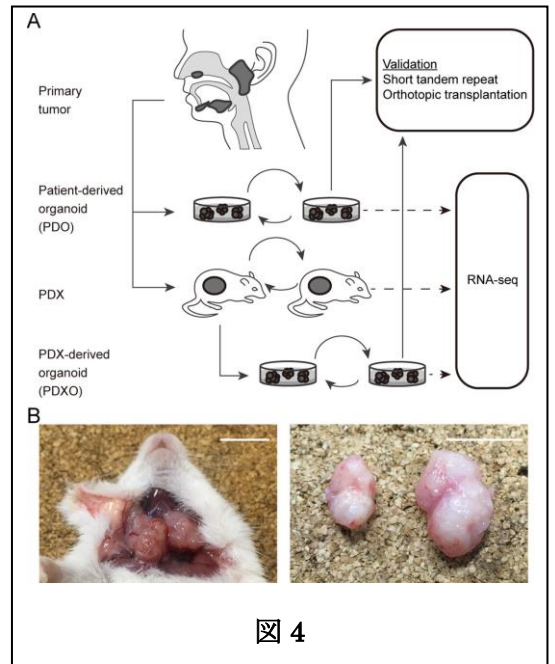 A
Primary
tumor
Validation
Short tandem repeat
Orthotopic transplantation
Patient-derived
organoid
(PDO)
PDX
RNA-seq
PDX-derived
organoid
(PDXO)
B
図 4